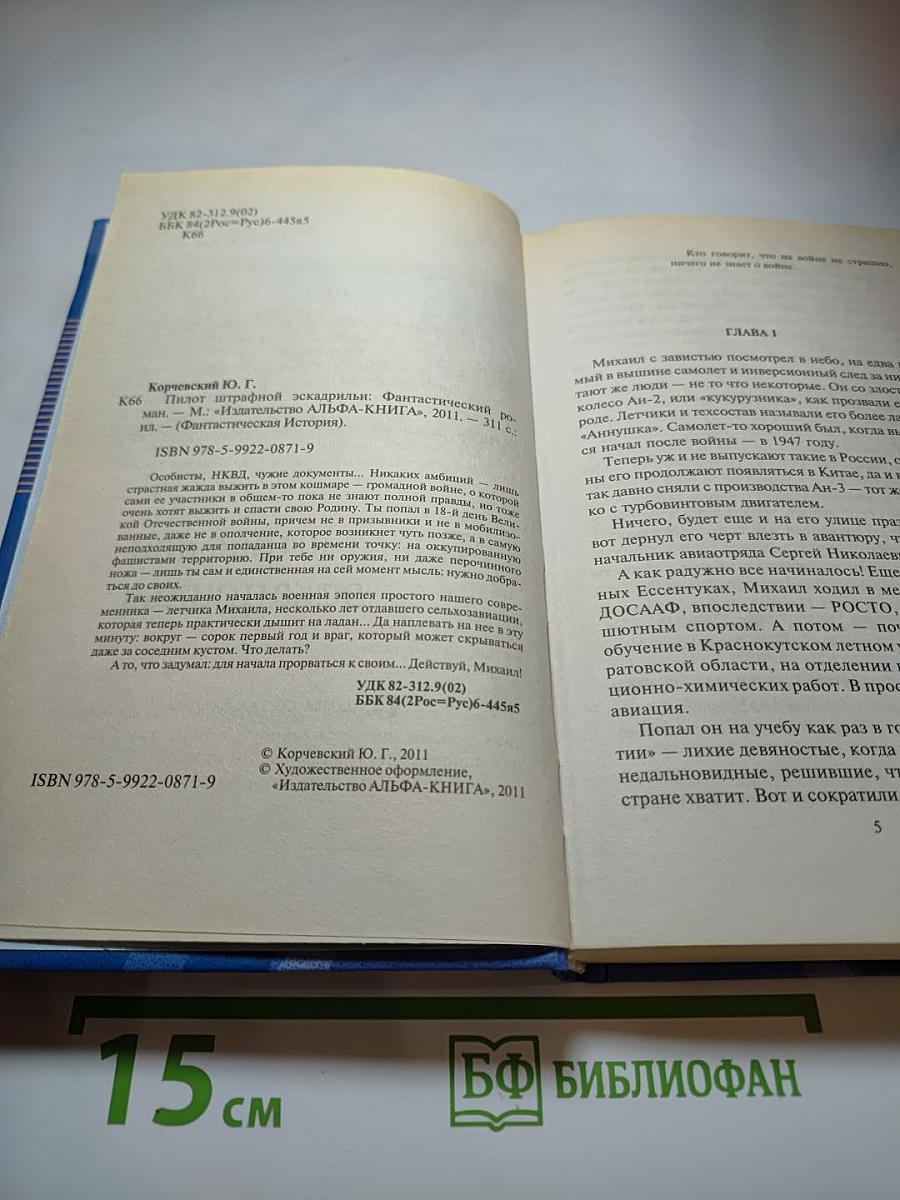 УДК 82-312.9(02)
ББК 84(2Рос=Рус)6-445я5
К66
Корчевский Ю. Г.
К66 Пилот штрафной эскадрильи: Фантастический ро-
ман. — М.: «Издательство АЛЬФА-КНИГА», 2011. — 311 с.:
ил. — (Фантастическая История).
ISBN 978-5-9922-0871-9
Особисты, НКВД, чужие документы... Никаких амбиций — лишь
страстная жажда выжить в этом кошмаре — громадной войне, о которой
сами ее участники в общем-то пока не знают полной правды, но тоже
очень хотят выжить и спасти свою Родину. Ты попал в 18-й день Вели-
кой Отечественной войны, причем не в призывники и не в мобилизо-
ванные, даже не в ополчение, которое возникнет чуть позже, а в самую
неподходящую для попаданца во времени точку: на оккупированную
фашистами территорию. При тебе ни оружия, ни даже перочинного
ножа — лишь ты сам и единственная на сей момент мысль: нужно добра-
ться до своих.
Так неожиданно началась военная эпопея простого нашего совре-
менника — летчика Михаила, несколько лет отдавшего сельхозавиации,
которая теперь практически дышит на ладан... Да наплевать на нее в эту
минуту: вокруг — сорок первый год и враг, который может скрываться
даже за соседним кустом. Что делать?
А то, что задумал: для начала прорваться к своим... Действуй, Михаил!
УДК 82-312.9(02)
ББК 84(2Рос=Рус)6-445я5
© Корчевский Ю. Г., 2011
© Художественное оформление,
«Издательство АЛЬФА-КНИГА», 2011
ISBN 978-5-9922-0871-9
Кто говорит, что на войне не страшно,
ничего не знает о войне.
ГЛАВА 1
Михаил с завистью посмотрел в небо, на едва
мый в вышине самолет и инверсионный след за ни
тают же люди — не то что некоторые. Он со злост
колесо Ан-2, или «кукурузника», как прозвали е
роде. Летчики и техсостав называли его более ла
«Аннушка». Самолет-то хороший был, когда вы
ся начал после войны — в 1947 году.
Теперь уж и не выпускают такие в России, о
ны его продолжают появляться в Китае, да и
так давно сняли с производства Ан-3 — тот ж
ко с турбовинтовым двигателем.
Ничего, будет еще и на его улице праз
вот дернул его черт влезть в авантюру, ч
начальник авиаотряда Сергей Николаев
А как радужно все начиналось! Еще
ных Ессентуках, Михаил ходил в ме
ДОСААФ, впоследствии — РОСТО,
шютным спортом. А потом — поч
обучение в Краснокутском летном у
ратовской области, на отделении
ционно-химических работ. В прос
авиация.
Попал он на учебу как раз в го
тии» — лихие девяностые, когда
недальновидные, решившие, чт
стране хватит. Вот и сократили
5
15 см
БФ БИБЛИОФАН